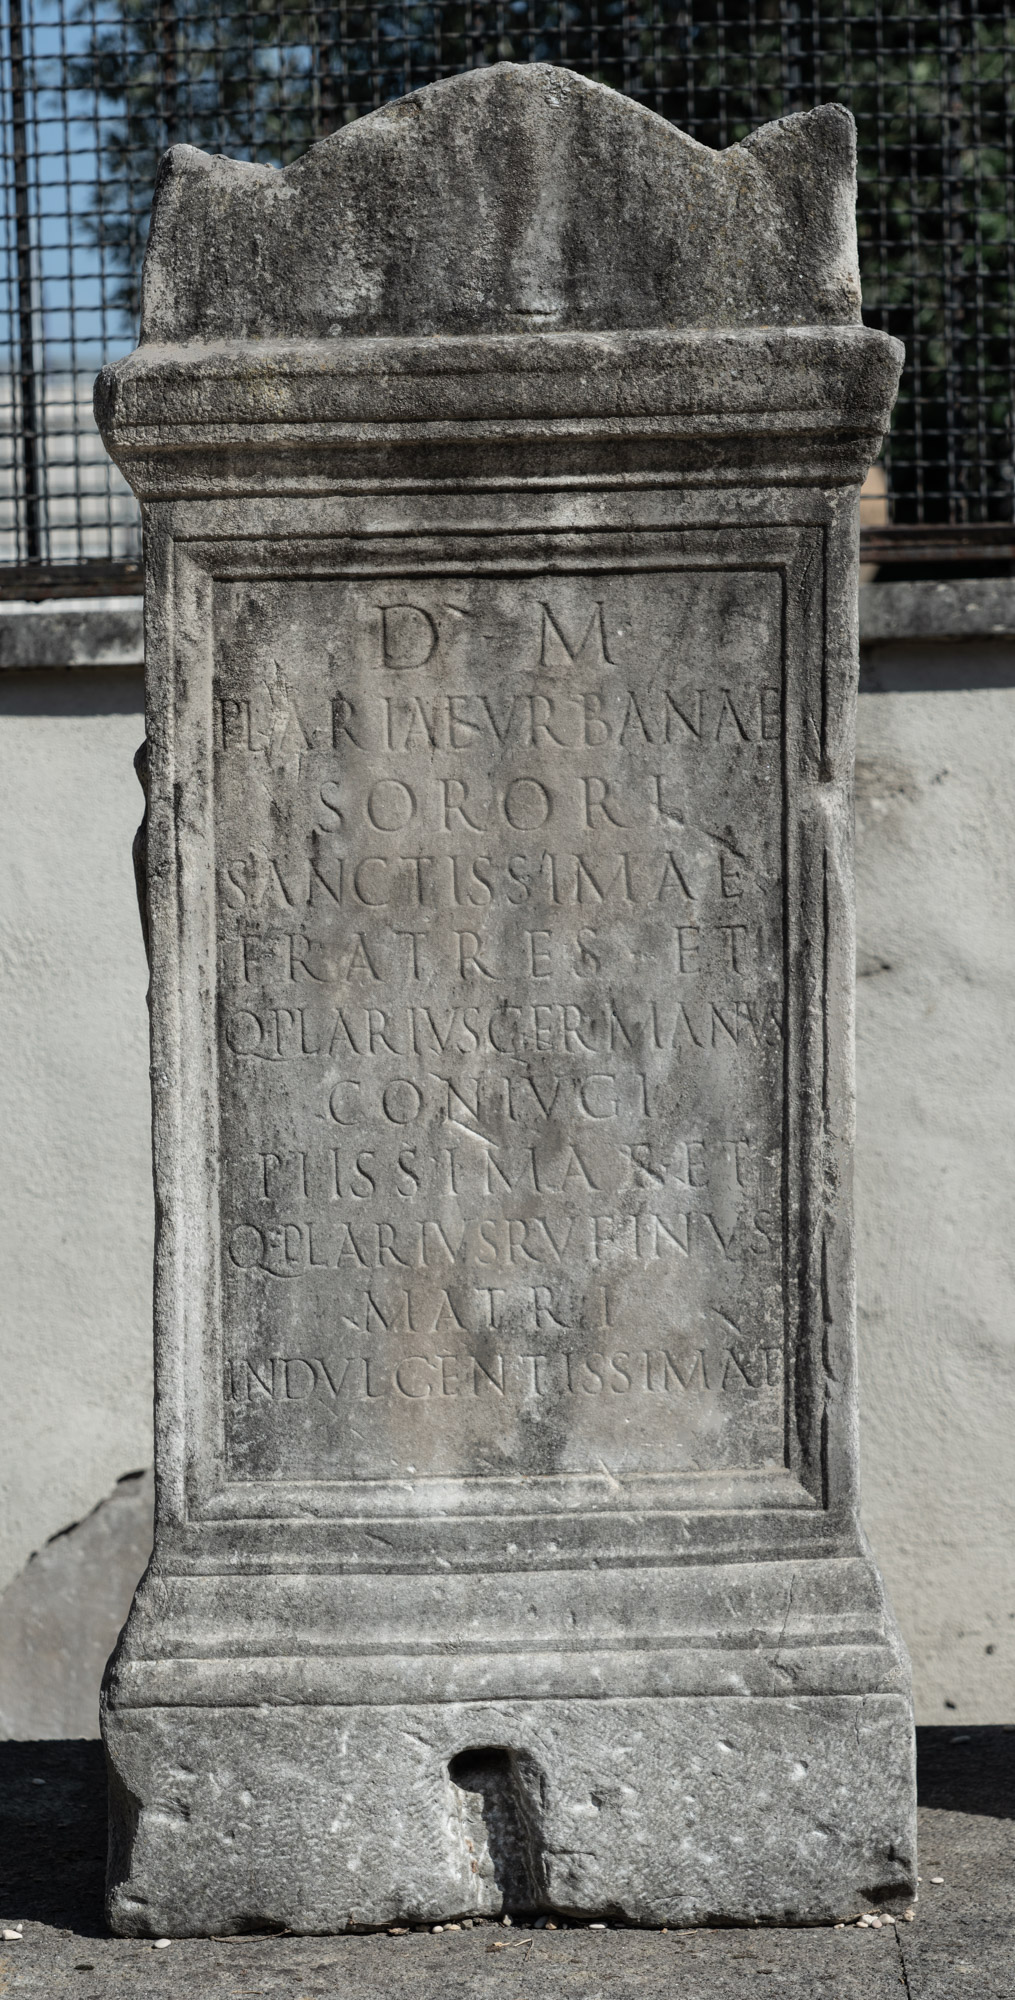 D M
PLARIAE VRBANAE
SORORI
SANCTISSIMAE
FRATRES ET
Q PLARIVS GERMANVS
CONIVGI
PIISSIMAE ET
Q PLARIVS RVFINVS
MATRI
INDVLGENTISSIMAE